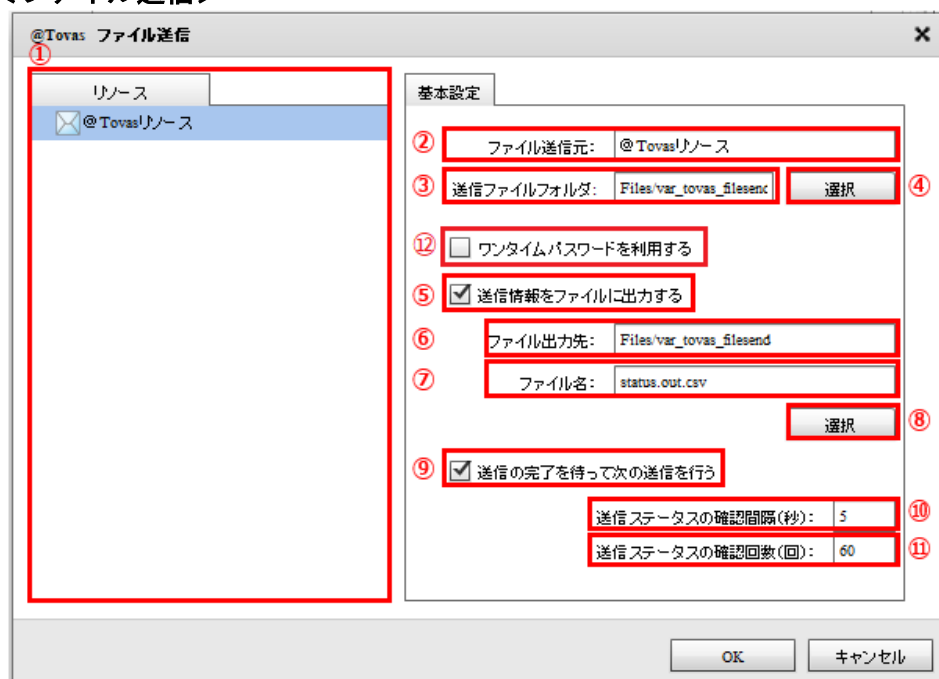 @Tovas ファイル送信
①
リソース
@Tovasリソース
基本設定
② ファイル送信元: @Tovasリソース
③ 送信ファイルフォルダ: Files/var_tovas_filesend 選択 ④
⑫ ワンタイムパスワードを利用する
⑤ 送信情報をファイルに出力する
⑥ ファイル出力先: Files/var_tovas_filesend
⑦ ファイル名: status.out.csv
選択 ⑧
⑨ 送信の完了を待って次の送信を行う
送信ステータスの確認間隔(秒): 5 ⑩
送信ステータスの確認回数(回): 60 ⑪
OK キャンセル